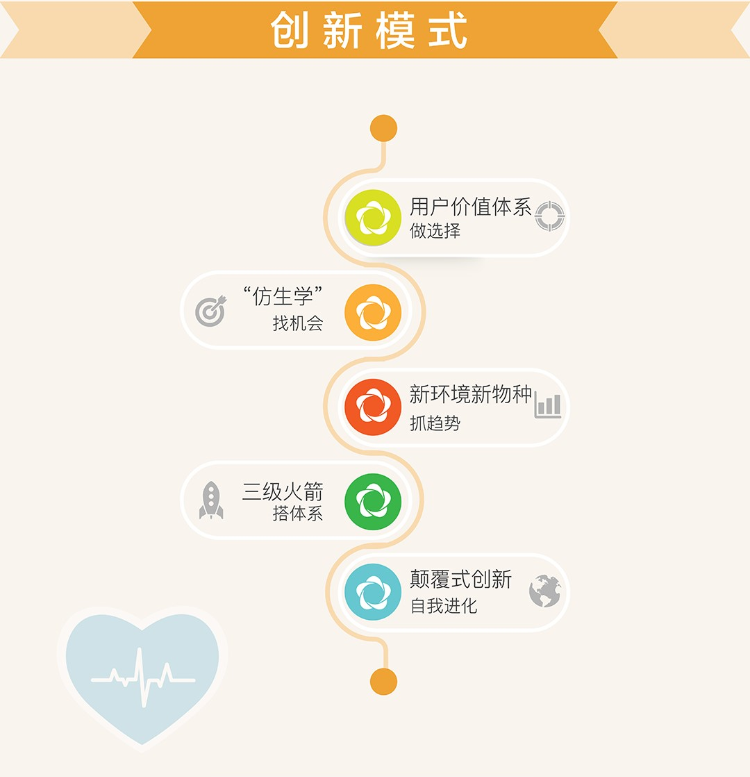 创新模式
用户价值体系
做选择
“仿生学”
找机会
新环境新物种
抓趋势
三级火箭
搭体系
颠覆式创新
自我进化